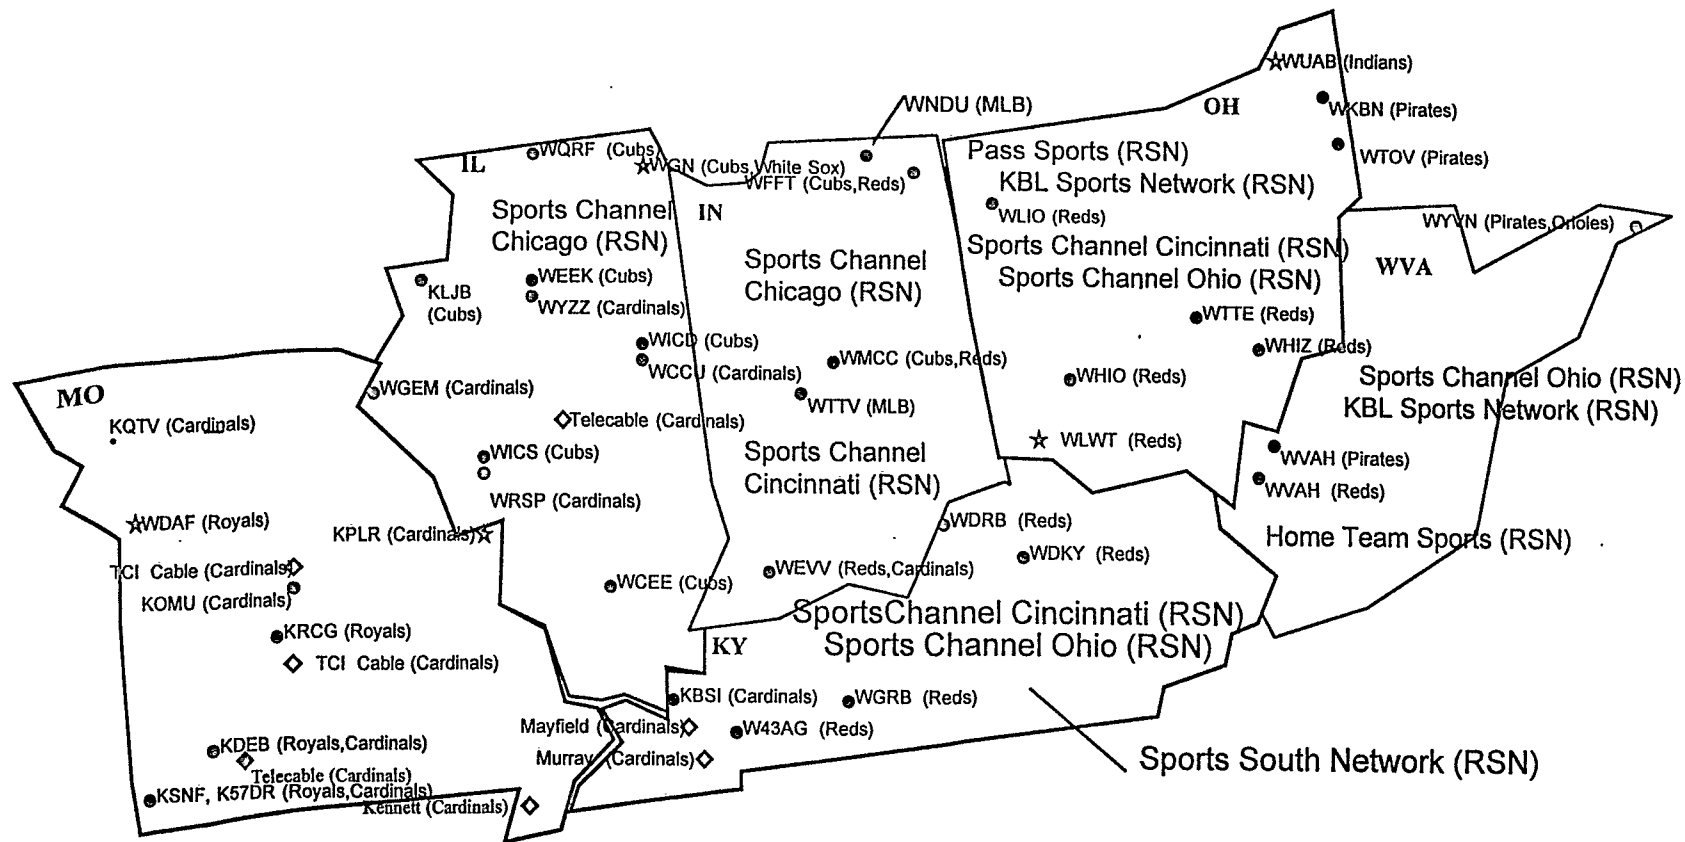 WUAB (Indians)
WNDU (MLB)
OH
WKBN (Pirates)
WQRF (Cubs)
IL
WGN (Cubs,White Sox)
WFFT (Cubs,Reds)
Pass Sports (RSN)
KBL Sports Network (RSN)
WTOV (Pirates)
Sports Channel
Chicago (RSN)
IN
WLIO (Reds)
WYVN (Pirates,Orioles)
Sports Channel Cincinnati (RSN)
Sports Channel Ohio (RSN)
WVA
Sports Channel
Chicago (RSN)
WEEK (Cubs)
KLJB
(Cubs)
WYZZ (Cardinals)
WTTE (Reds)
WICD (Cubs)
WHIZ (Reds)
WCCU (Cardinals)
WMCC (Cubs,Reds)
WHIO (Reds)
Sports Channel Ohio (RSN)
KBL Sports Network (RSN)
MO
WGEM (Cardinals)
WTTV (MLB)
KQTV (Cardinals)
Telecable (Cardinals)
WLWT (Reds)
WICS (Cubs)
Sports Channel
Cincinnati (RSN)
WVAH (Pirates)
WVAH (Reds)
WRSP (Cardinals)
WDAF (Royals)
KPLR (Cardinals)
WDRB (Reds)
Home Team Sports (RSN)
WDKY (Reds)
TCI Cable (Cardinals)
WCEE (Cubs)
WEVV (Reds,Cardinals)
KOMU (Cardinals)
SportsChannel Cincinnati (RSN)
Sports Channel Ohio (RSN)
KRCG (Royals)
KY
TCI Cable (Cardinals)
KBSI (Cardinals)
WGRB (Reds)
Mayfield (Cardinals)
W43AG (Reds)
KDEB (Royals,Cardinals)
Murray (Cardinals)
Sports South Network (RSN)
Telecable (Cardinals)
KSNF, K57DR (Royals,Cardinals)
Kennett (Cardinals)